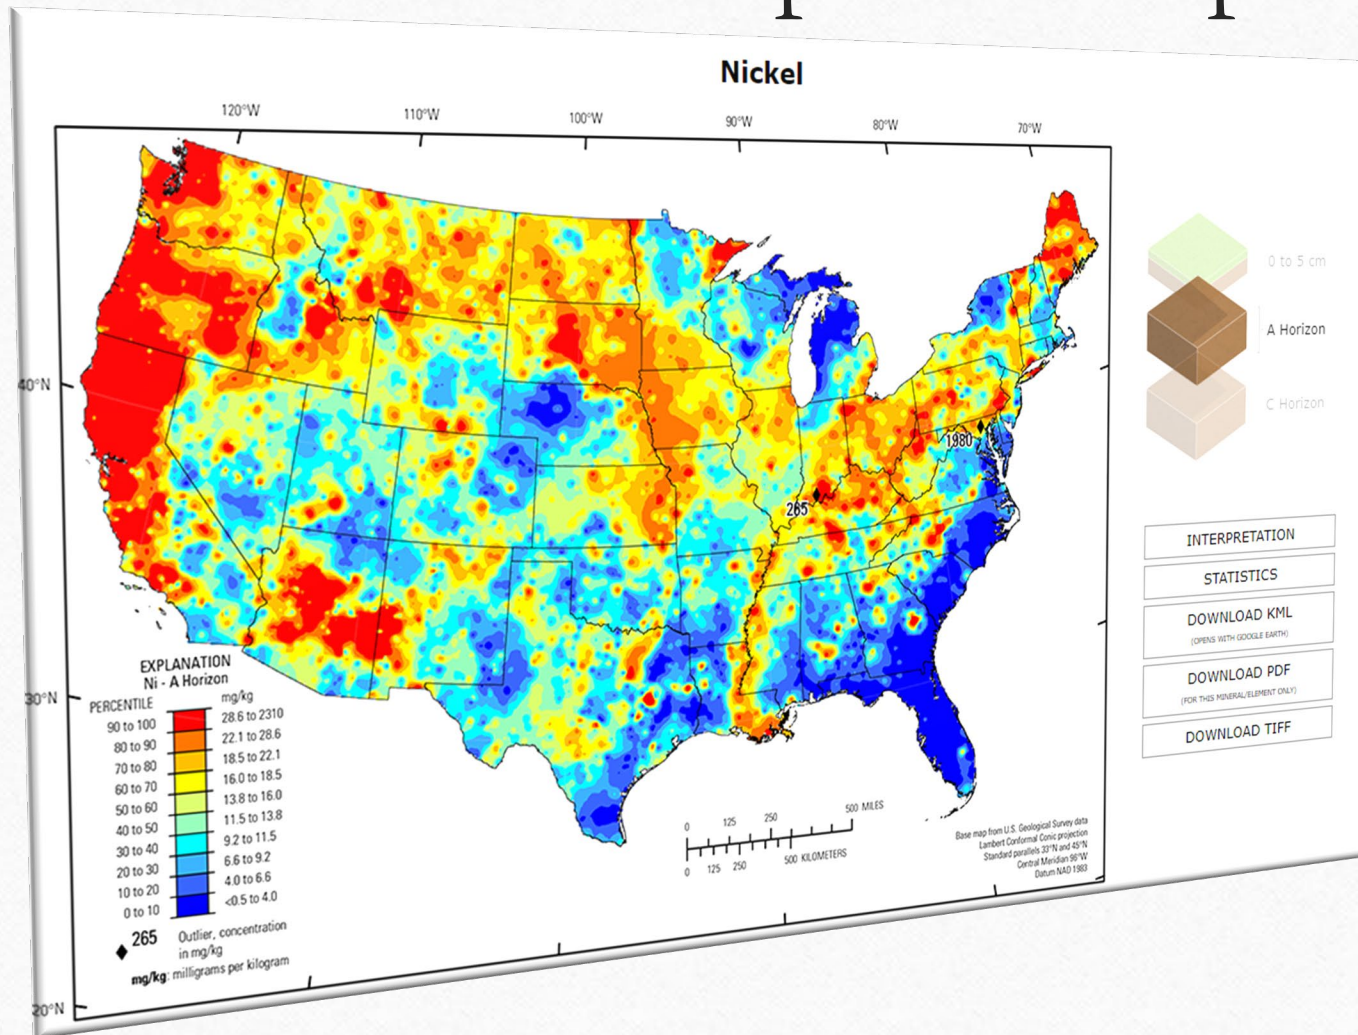 Nickel
120°W
110°W
100°W
90°W
80°W
70°W
40°N
30°N
20°N
1980
265
0 to 5 cm
A Horizon
C Horizon
INTERPRETATION
STATISTICS
DOWNLOAD KML
(OPENS WITH GOOGLE EARTH)
DOWNLOAD PDF
(FOR THIS MINERAL/ELEMENT ONLY)
DOWNLOAD TIFF
EXPLANATION
Ni - A Horizon
PERCENTILE mg/kg
90 to 100 28.6 to 2310
80 to 90 22.1 to 28.6
70 to 80 18.5 to 22.1
60 to 70 16.0 to 18.5
50 to 60 13.8 to 16.0
40 to 50 11.5 to 13.8
30 to 40 9.2 to 11.5
20 to 30 6.6 to 9.2
10 to 20 4.0 to 6.6
0 to 10 <0.5 to 4.0
265 Outlier, concentration
in mg/kg
mg/kg: milligrams per kilogram
0 125 250 500 MILES
0 125 250 500 KILOMETERS
Base map from U.S. Geological Survey data
Lambert Conformal Conic projection
Standard parallels 33°N and 45°N
Central Meridian 96°W
Datum NAD 1983